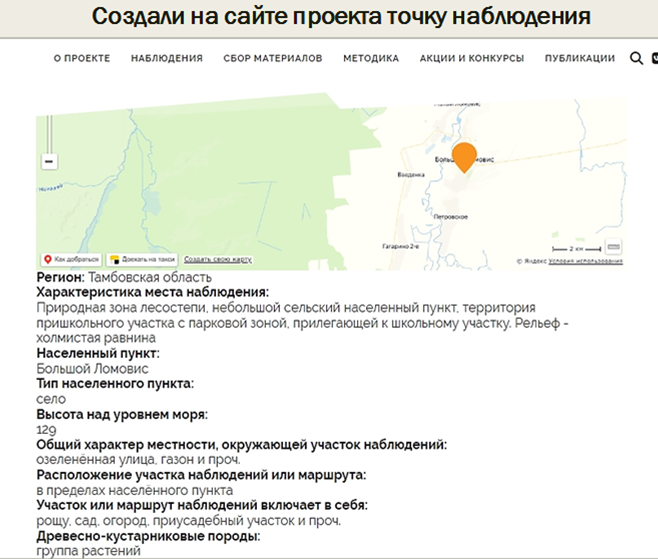 Создали на сайте проекта точку наблюдения
О ПРОЕКТЕ НАБЛЮДЕНИЯ СБОР МАТЕРИАЛОВ МЕТОДИКА АКЦИИ И КОНКУРСЫ ПУБЛИКАЦИИ
Введенка
Петровское
Гагарино 2-е
2 км
Как добраться Доехать на такси Создать свою карту
© Яндекс Условия использования
Регион: Тамбовская область
Характеристика места наблюдения:
Природная зона лесостепи, небольшой сельский населенный пункт, территория
пришкольного участка с парковой зоной, прилегающей к школьному участку. Рельеф -
холмистая равнина
Населенный пункт:
Большой Ломовис
Тип населенного пункта:
село
Высота над уровнем моря:
129
Общий характер местности, окружающей участок наблюдений:
озеленённая улица, газон и проч.
Расположение участка наблюдений или маршрута:
в пределах населённого пункта
Участок или маршрут наблюдений включает в себя:
рощу, сад, огород, приусадебный участок и проч.
Древесно-кустарниковые породы:
группа растений